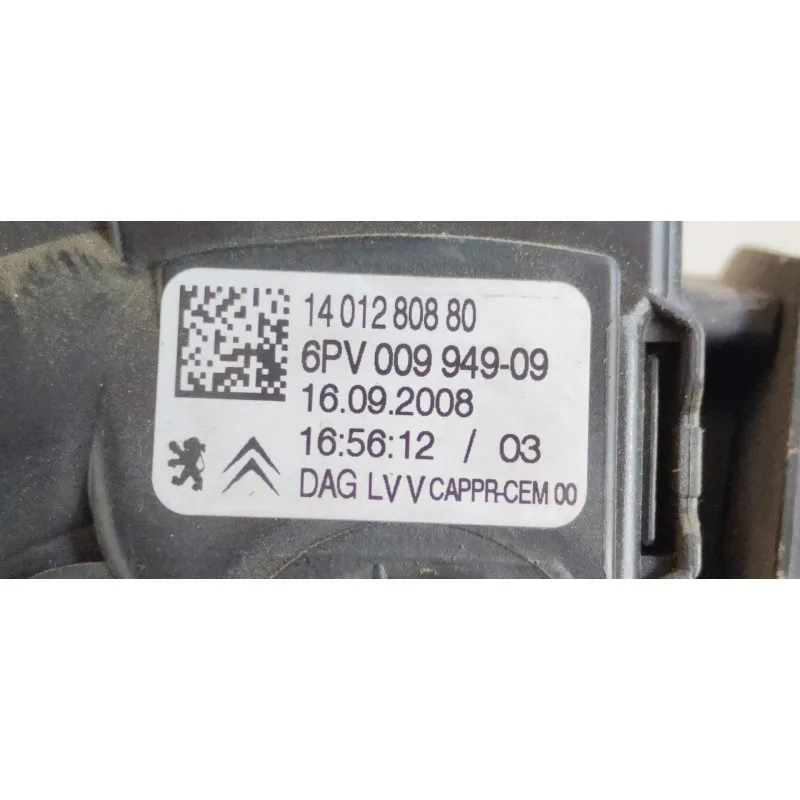 14 012 808 80
6PV 009 949-09
16.09.2008
16:56:12 / 03
DAG LV V CAPPR-CEM 00